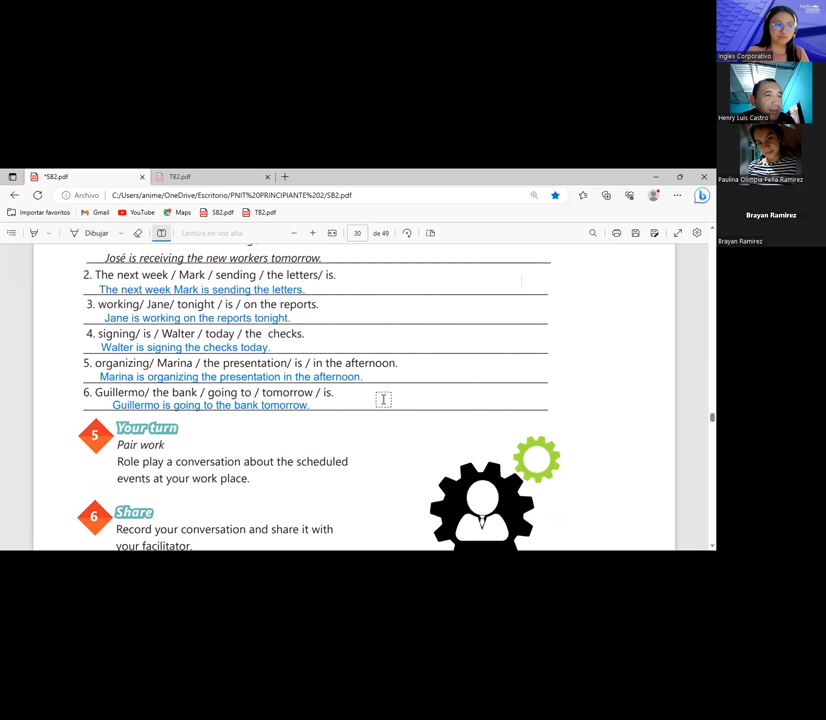 Ingles Corporativo
Henry Luis Castro
Paulina Olimpia Peña Ramirez
Brayan Ramirez
Brayan Ramirez
*SB2.pdf
TB2.pdf
Archivo C:/Users/anime/OneDrive/Escritorio/PNIT%20PRINCIPIANTE%202/SB2.pdf
Importar favoritos Gmail YouTube Maps SB2.pdf TB2.pdf
Dibujar Lectura en voz alta 30 de 49
José is receiving the new workers tomorrow.
2. The next week / Mark / sending / the letters/ is.
The next week Mark is sending the letters.
3. working/ Jane/ tonight / is / on the reports.
Jane is working on the reports tonight.
4. signing/ is / Walter / today / the checks.
Walter is signing the checks today.
5. organizing/ Marina / the presentation/ is / in the afternoon.
Marina is organizing the presentation in the afternoon.
6. Guillermo/ the bank / going to / tomorrow / is.
Guillermo is going to the bank tomorrow.
5 Your turn
Pair work
Role play a conversation about the scheduled
events at your work place.
6 Share
Record your conversation and share it with
your facilitator.